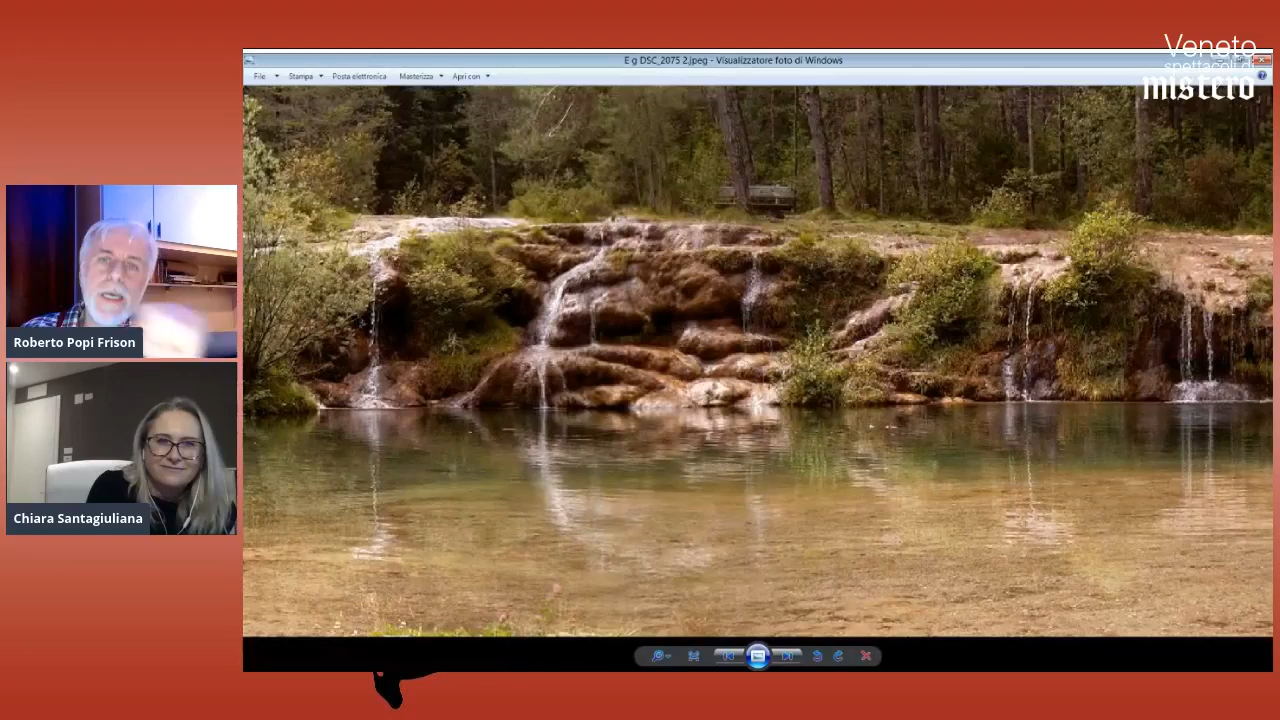 Veneto
spettacoli di
mistero
E g DSC_2075 2.jpeg - Visualizzatore foto di Windows
File Stampa Posta elettronica Masterizza Apri con
Roberto Popi Frison
Chiara Santagiuliana